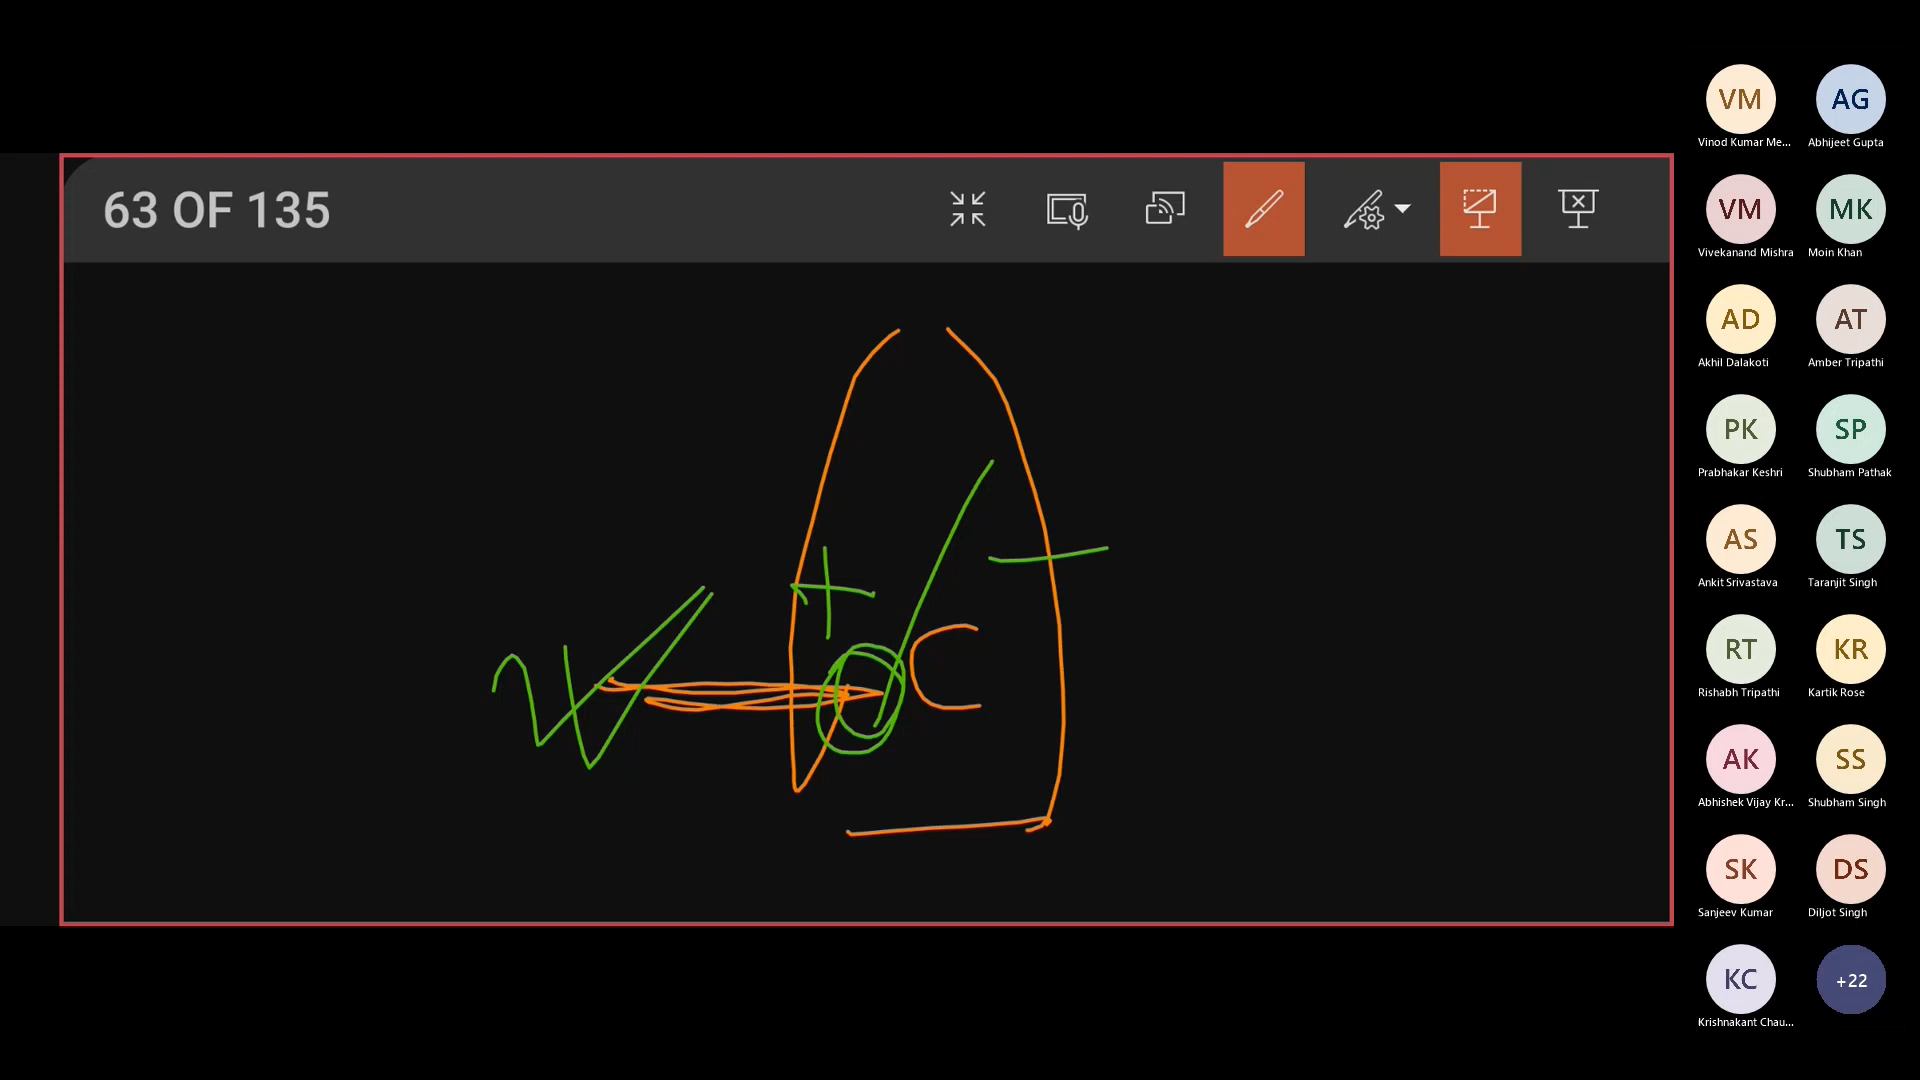 63 OF 135
VM AG
Vinod Kumar Me... Abhijeet Gupta
VM MK
Vivekanand Mishra Moin Khan
AD AT
Akhil Dalakoti Amber Tripathi
PK SP
Prabhakar Keshri Shubham Pathak
AS TS
Ankit Srivastava Taranjit Singh
RT KR
Rishabh Tripathi Kartik Rose
AK SS
Abhishek Vijay Kr... Shubham Singh
SK DS
Sanjeev Kumar Diljot Singh
KC +22
Krishnakant Chau...
+
C